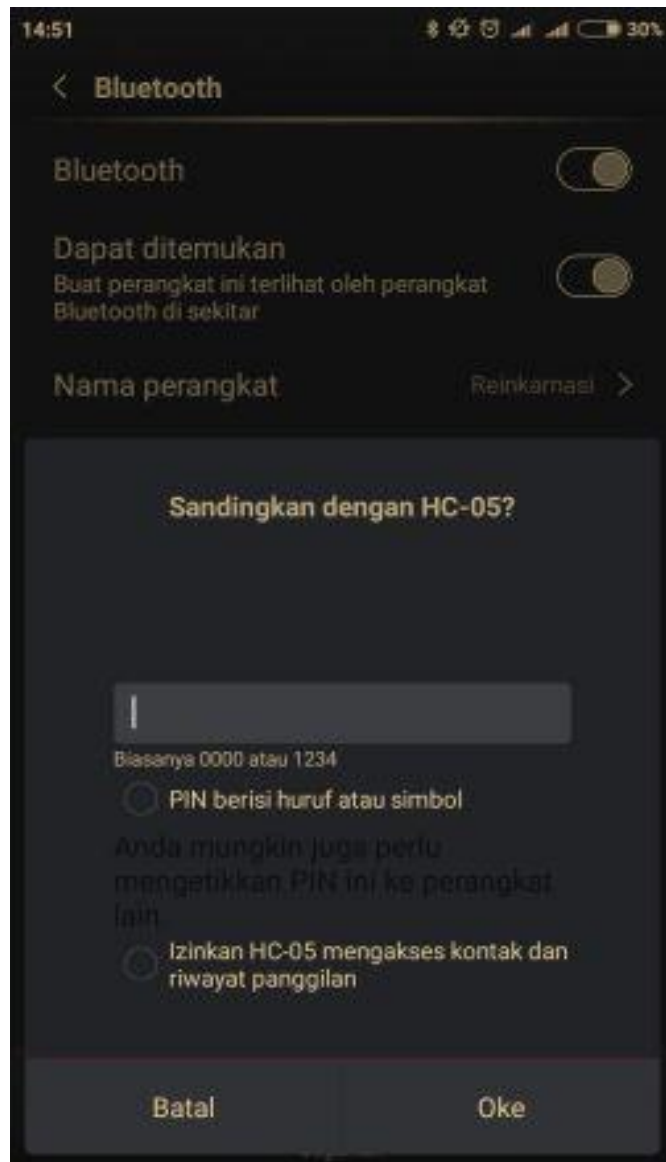 14:51
30%
Bluetooth
Bluetooth
Dapat ditemukan
Buat perangkat ini terlihat oleh perangkat
Bluetooth di sekitar
Nama perangkat
Reinkarnasi
Sandingkan dengan HC-05?
Biasanya 0000 atau 1234
PIN berisi huruf atau simbol
Anda mungkin juga perlu
mengetikkan PIN ini ke perangkat
lain.
Izinkan HC-05 mengakses kontak dan
riwayat panggilan
Batal
Oke